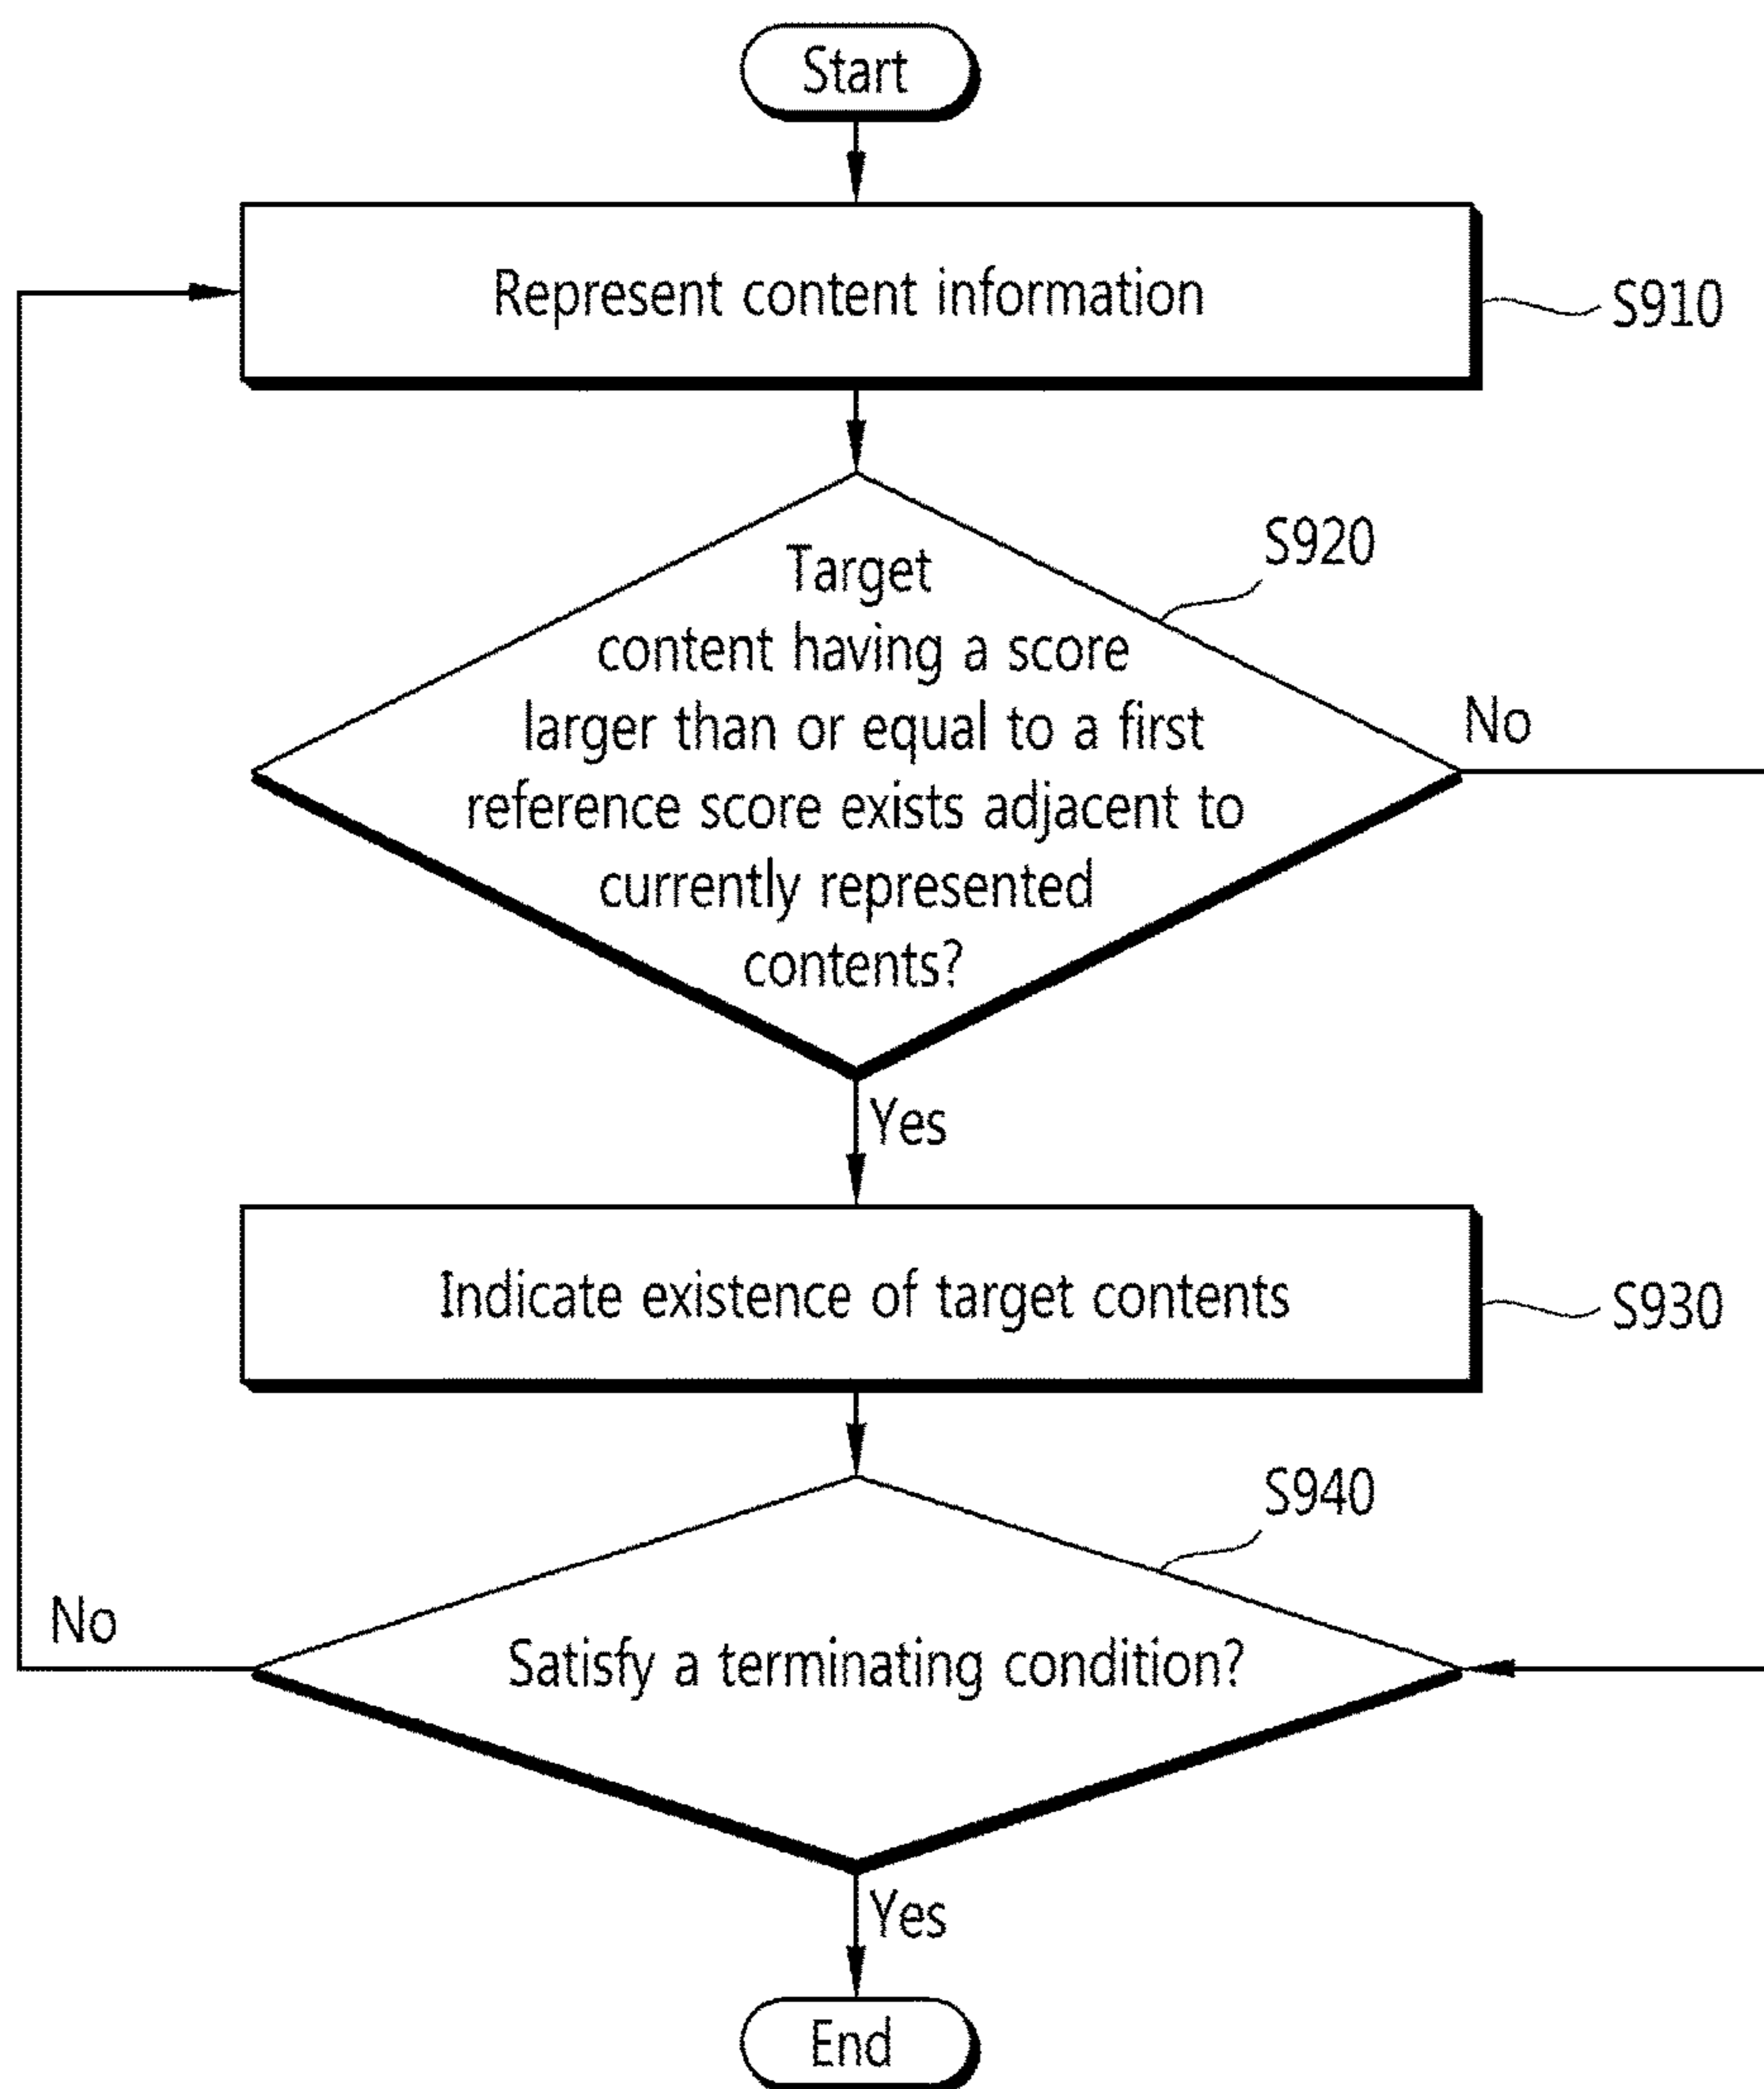 Start
Represent content information
S910
S920
Target
content having a score
larger than or equal to a first
reference score exists adjacent to
currently represented
contents?
No
Yes
Indicate existence of target contents
S930
S940
Satisfy a terminating condition?
No
Yes
End